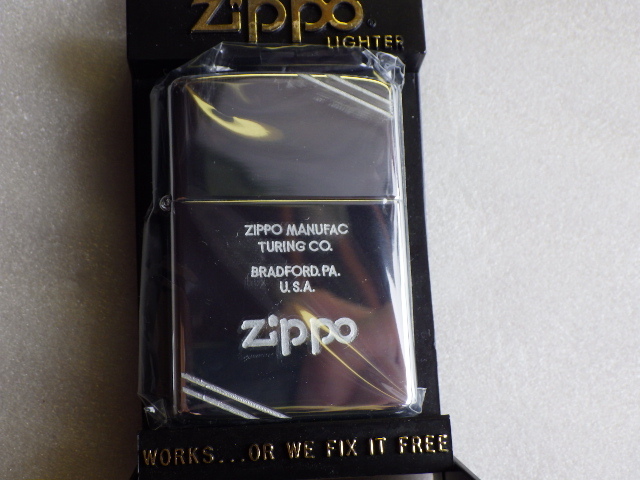 zippo
LIGHTER
ZIPPO MANUFAC
TURING CO.
BRADFORD.PA.
U.S.A.
zippo
WORKS...OR WE FIX IT FREE